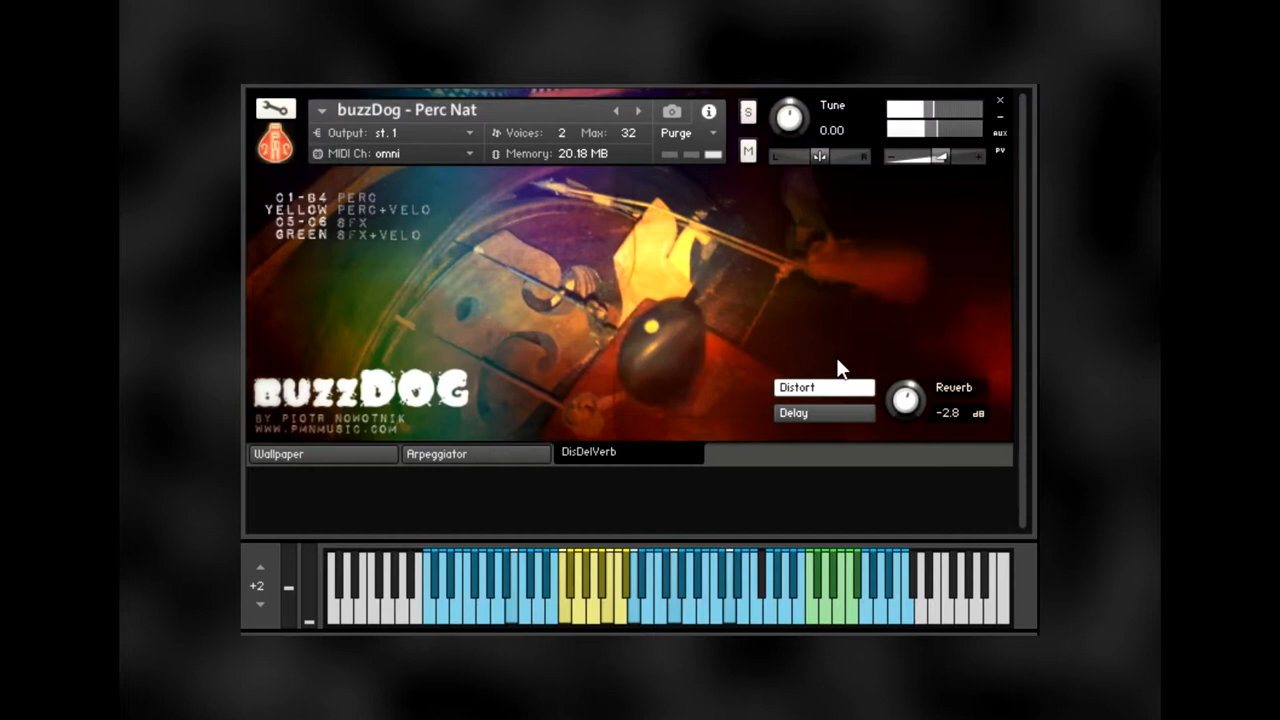 buzzDog - Perc Nat
S
Tune
0.00
Output: st. 1
Voices: 2 Max: 32
Purge
AUX
MIDI Ch: omni
Memory: 20.18 MB
M
L R
PV
C1-B4 PERC
YELLOW PERC+VELO
C5-C6 SFX
GREEN SFX+VELO
BUZZDOG
BY PIOTR NOWOTNIK
WWW.PMNMUSIC.COM
Distort
Delay
Reverb
-2.8 dB
Wallpaper
Arpeggiator
DisDelVerb
+2